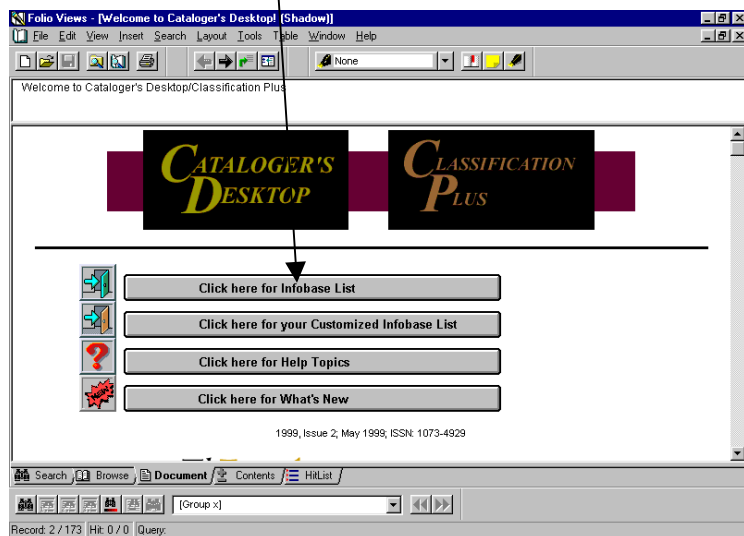 Folio Views - [Welcome to Cataloger's Desktop! (Shadow)]
File Edit View Insert Search Layout Tools Table Window Help
None
Welcome to Cataloger's Desktop/Classification Plus
CATALOGER'S
DESKTOP
CLASSIFICATION
PLUS
Click here for Infobase List
Click here for your Customized Infobase List
Click here for Help Topics
NEW!
Click here for What's New
1999, Issue 2; May 1999; ISSN: 1073-4929
Search Browse Document Contents HitList
[Group x]
Record: 2 / 173 Hit: 0 / 0 Query: